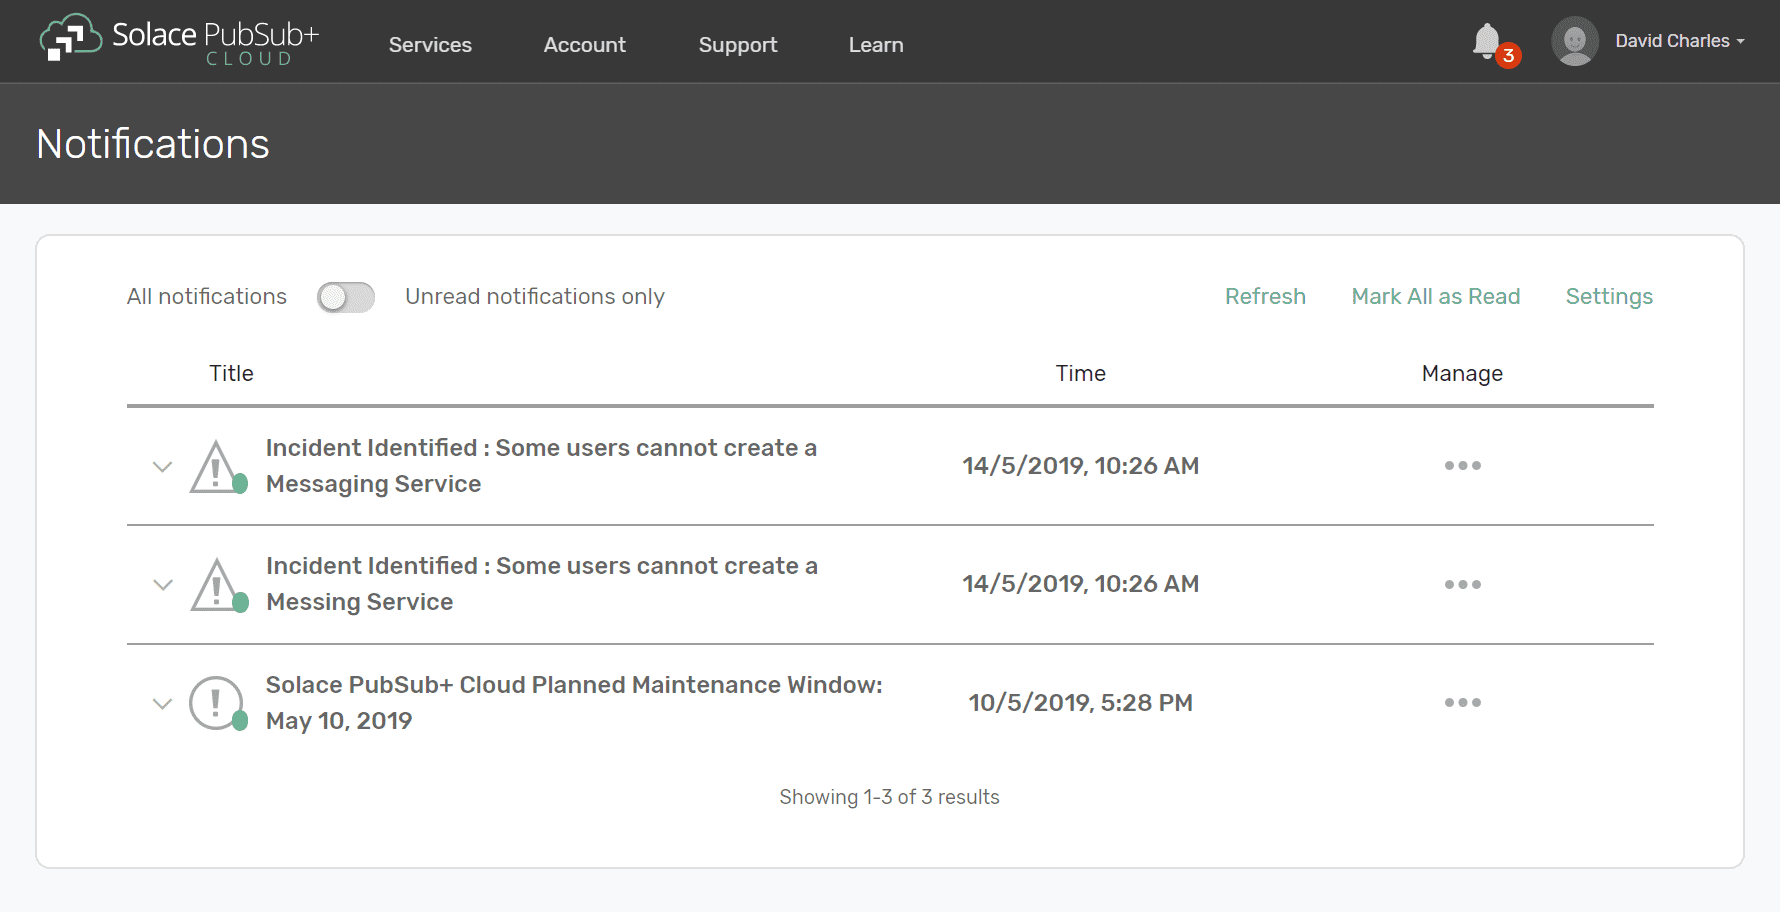 Solace PubSub+
CLOUD
Services
Account
Support
Learn
3
David Charles
Notifications
All notifications
Unread notifications only
Refresh
Mark All as Read
Settings
Title
Time
Manage
Incident Identified : Some users cannot create a
Messaging Service
14/5/2019, 10:26 AM
Incident Identified : Some users cannot create a
Messing Service
14/5/2019, 10:26 AM
Solace PubSub+ Cloud Planned Maintenance Window:
May 10, 2019
10/5/2019, 5:28 PM
Showing 1-3 of 3 results